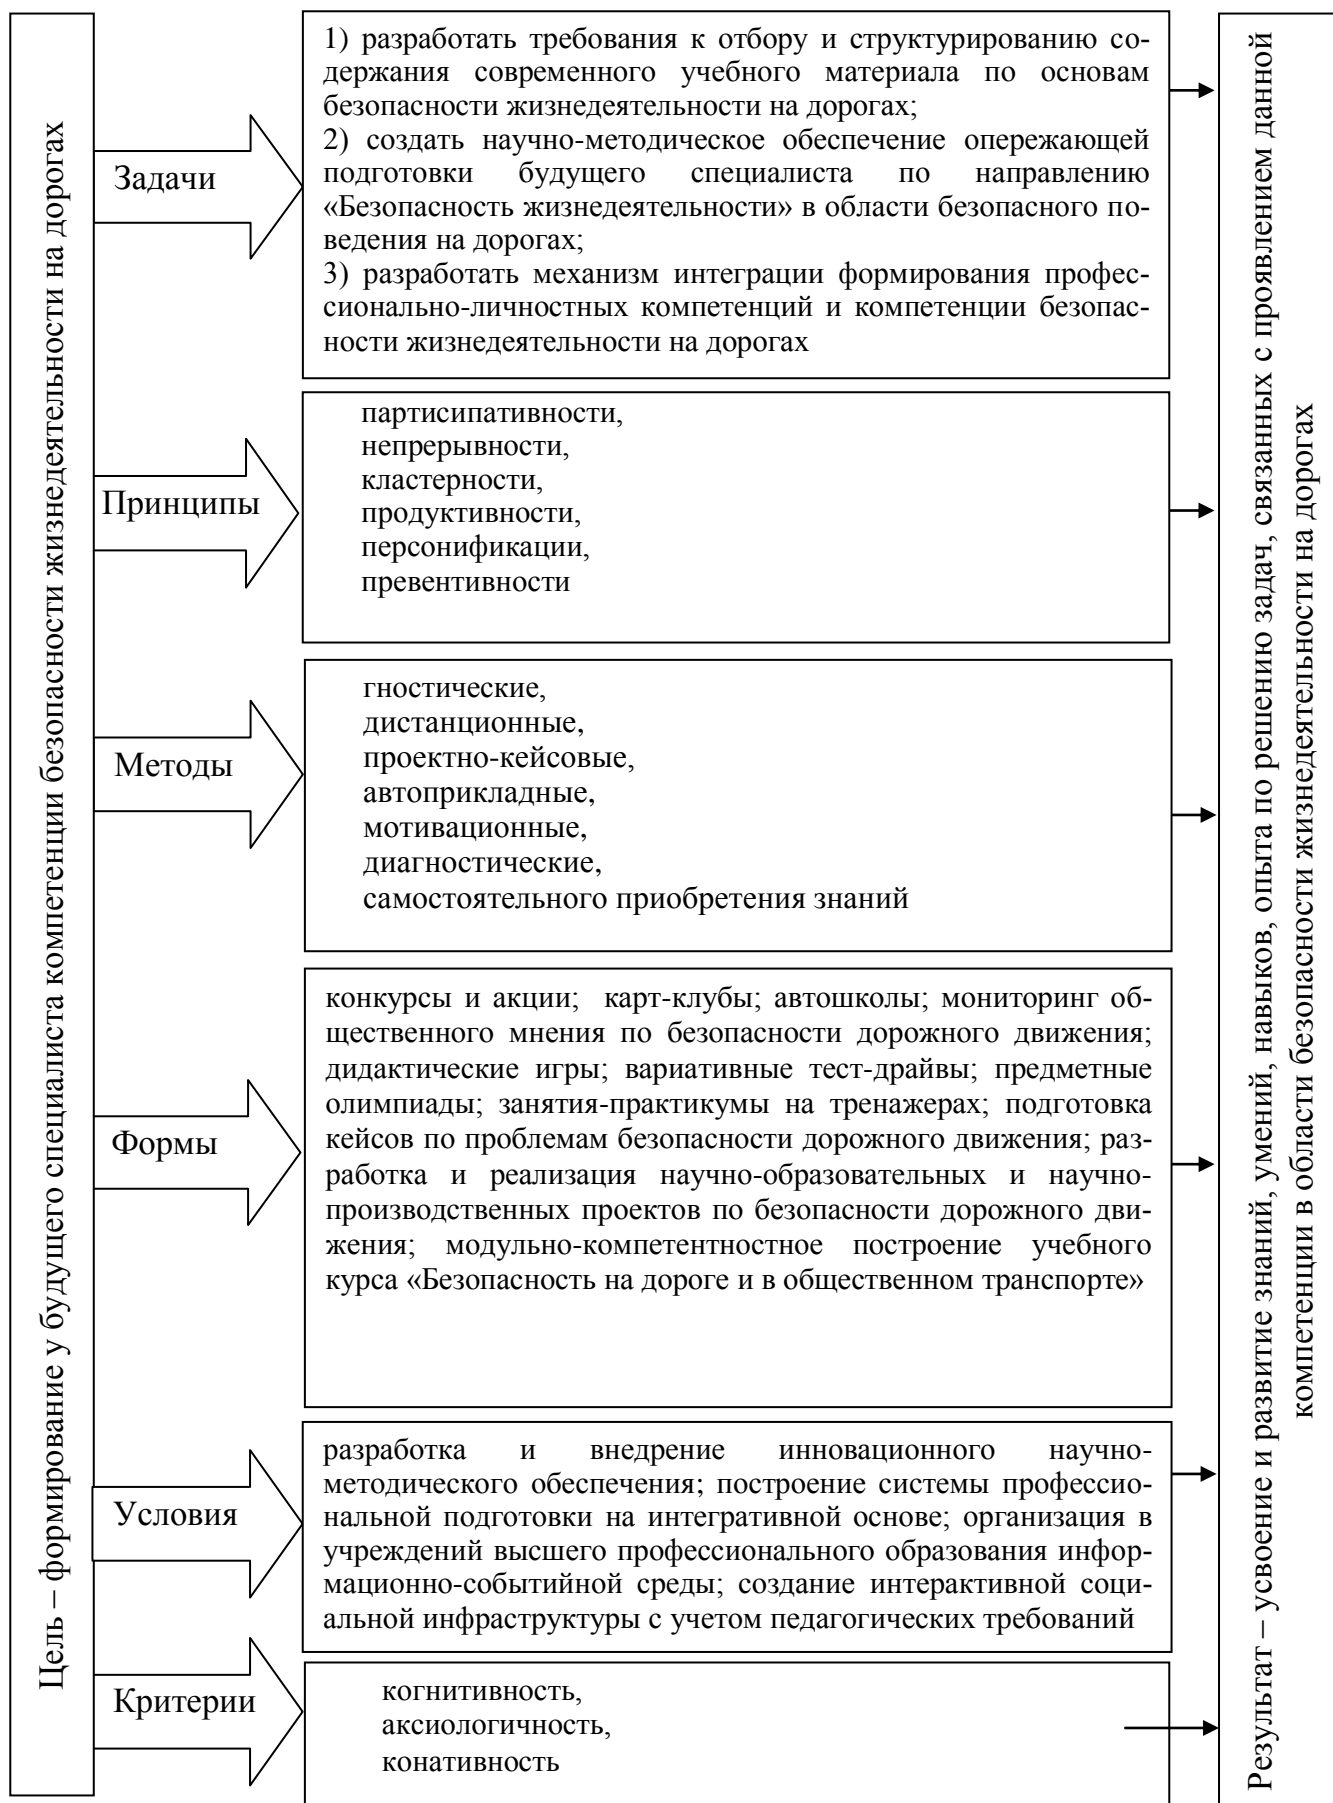 Цель – формирование у будущего специалиста компетенции безопасности жизнедеятельности на дорогах
Задачи
1) разработать требования к отбору и структурированию со-
держания современного учебного материала по основам
безопасности жизнедеятельности на дорогах;
2) создать научно-методическое обеспечение опережающей
подготовки будущего специалиста по направлению
«Безопасность жизнедеятельности» в области безопасного по-
ведения на дорогах;
3) разработать механизм интеграции формирования профес-
сионально-личностных компетенций и компетенции безопас-
ности жизнедеятельности на дорогах
Принципы
партисипативности,
непрерывности,
кластерности,
продуктивности,
персонификации,
превентивности
Методы
гностические,
дистанционные,
проектно-кейсовые,
автоприкладные,
мотивационные,
диагностические,
самостоятельного приобретения знаний
Формы
конкурсы и акции; карт-клубы; автошколы; мониторинг об-
щественного мнения по безопасности дорожного движения;
дидактические игры; вариативные тест-драйвы; предметные
олимпиады; занятия-практикумы на тренажерах; подготовка
кейсов по проблемам безопасности дорожного движения; раз-
работка и реализация научно-образовательных и научно-
производственных проектов по безопасности дорожного дви-
жения; модульно-компетентностное построение учебного
курса «Безопасность на дороге и в общественном транспорте»
Условия
разработка и внедрение инновационного научно-
методического обеспечения; построение системы профессио-
нальной подготовки на интегративной основе; организация в
учреждений высшего профессионального образования инфор-
мационно-событийной среды; создание интерактивной соци-
альной инфраструктуры с учетом педагогических требований
Критерии
когнитивность,
аксиологичность,
конативность
Результат – усвоение и развитие знаний, умений, навыков, опыта по решению задач, связанных с проявлением данной
компетенции в области безопасности жизнедеятельности на дорогах